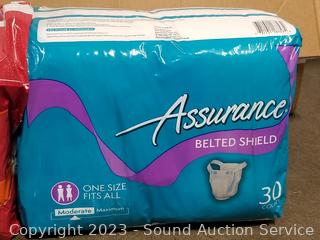 Assurance
BELTED SHIELD
ONE SIZE
FITS ALL
Moderate Maximum
30
Copyright 2023 - Sound Auction Service